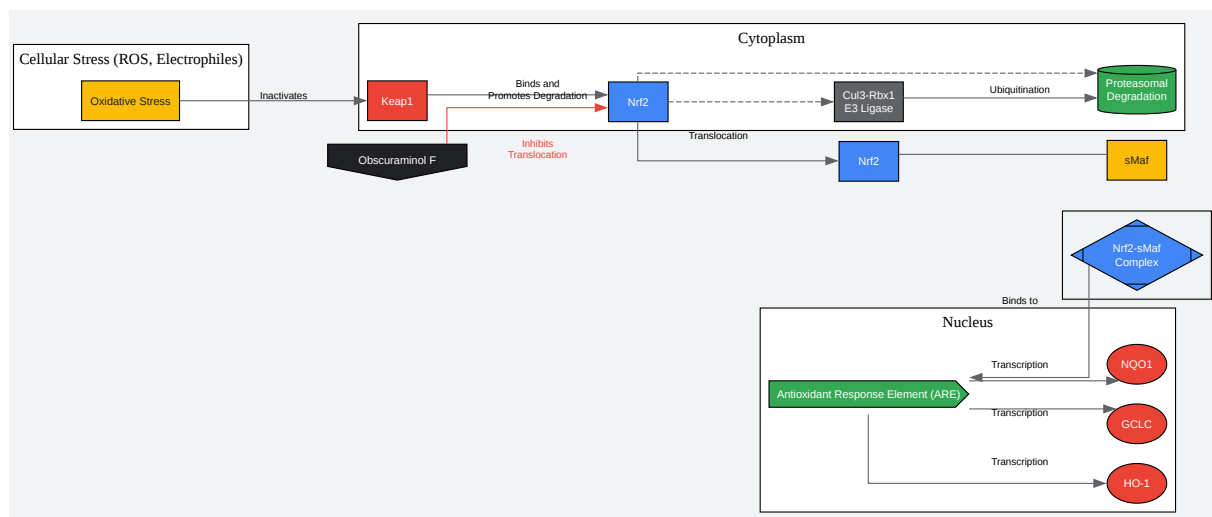 Cytoplasm
Cellular Stress (ROS, Electrophiles)
Oxidative Stress
Inactivates
Keap1
Binds and
Promotes Degradation
Nrf2
Cul3-Rbx1
E3 Ligase
Ubiquitination
Proteasomal
Degradation
Obscuraminol F
Inhibits
Translocation
Translocation
Nrf2
sMaf
Nrf2-sMaf
Complex
Binds to
Nucleus
Antioxidant Response Element (ARE)
Transcription
NQO1
Transcription
GCLC
Transcription
HO-1